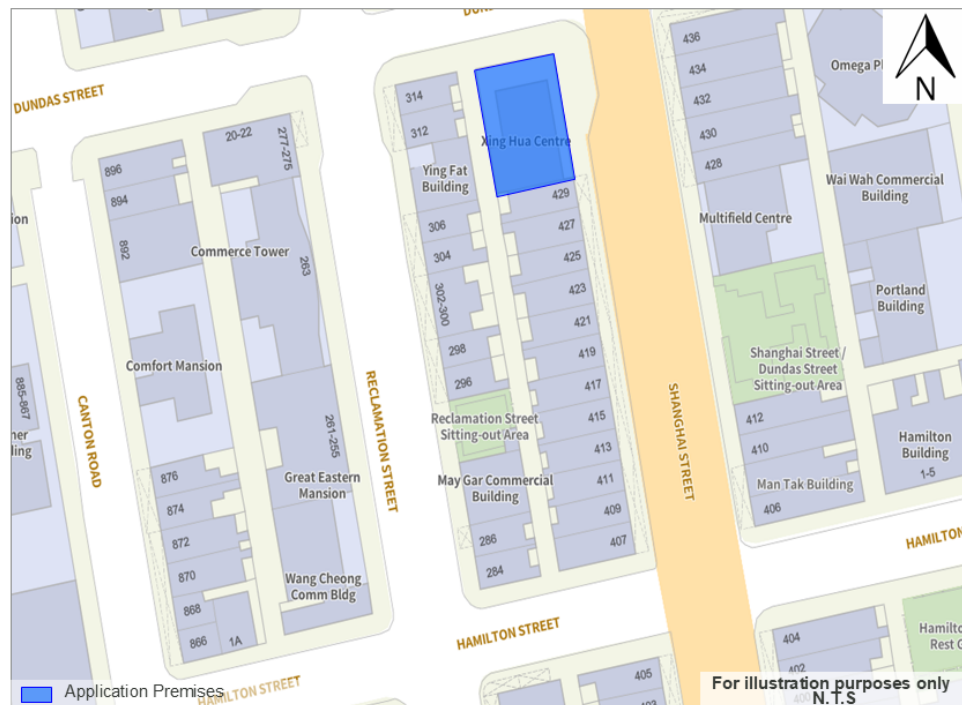 436
434
432
430
428
Omega
N
DUNDAS STREET
314
312
Xing Hua Centre
20-22
277-275
896
894
892
Ying Fat
Building
429
427
425
423
421
419
417
415
413
411
409
407
306
304
302-300
298
296
Commerce Tower
263
Multifield Centre
Wai Wah Commercial
Building
Portland
Building
Comfort Mansion
Shanghai Street /
Dundas Street
Sitting-out Area
885-867
CANTON ROAD
RECLAMATION STREET
SHANGHAI STREET
Reclamation Street
Sitting-out Area
261-255
412
410
Man Tak Building
406
Hamilton
Building
1-5
876
874
872
870
868
866
1A
Great Eastern
Mansion
May Gar Commercial
Building
286
284
Wang Cheong
Comm Bldg
HAMILTON
HAMILTON STREET
HAMILTON STREET
404
402
405
Rest
Application Premises
For illustration purposes only
N.T.S